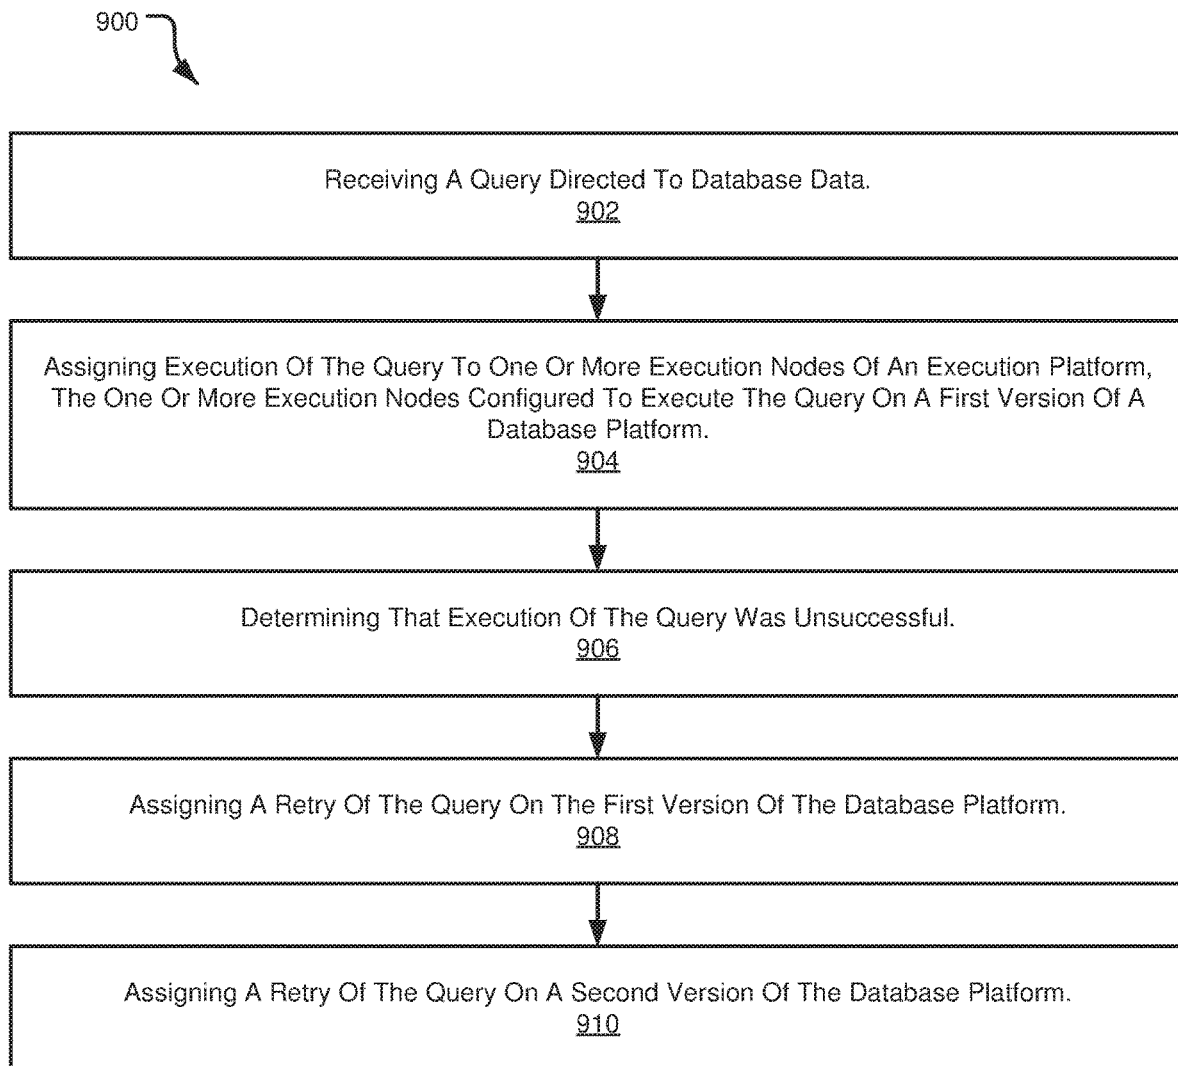 900
Receiving A Query Directed To Database Data.
902
Assigning Execution Of The Query To One Or More Execution Nodes Of An Execution Platform,
The One Or More Execution Nodes Configured To Execute The Query On A First Version Of A
Database Platform.
904
Determining That Execution Of The Query Was Unsuccessful.
906
Assigning A Retry Of The Query On The First Version Of The Database Platform.
908
Assigning A Retry Of The Query On A Second Version Of The Database Platform.
910